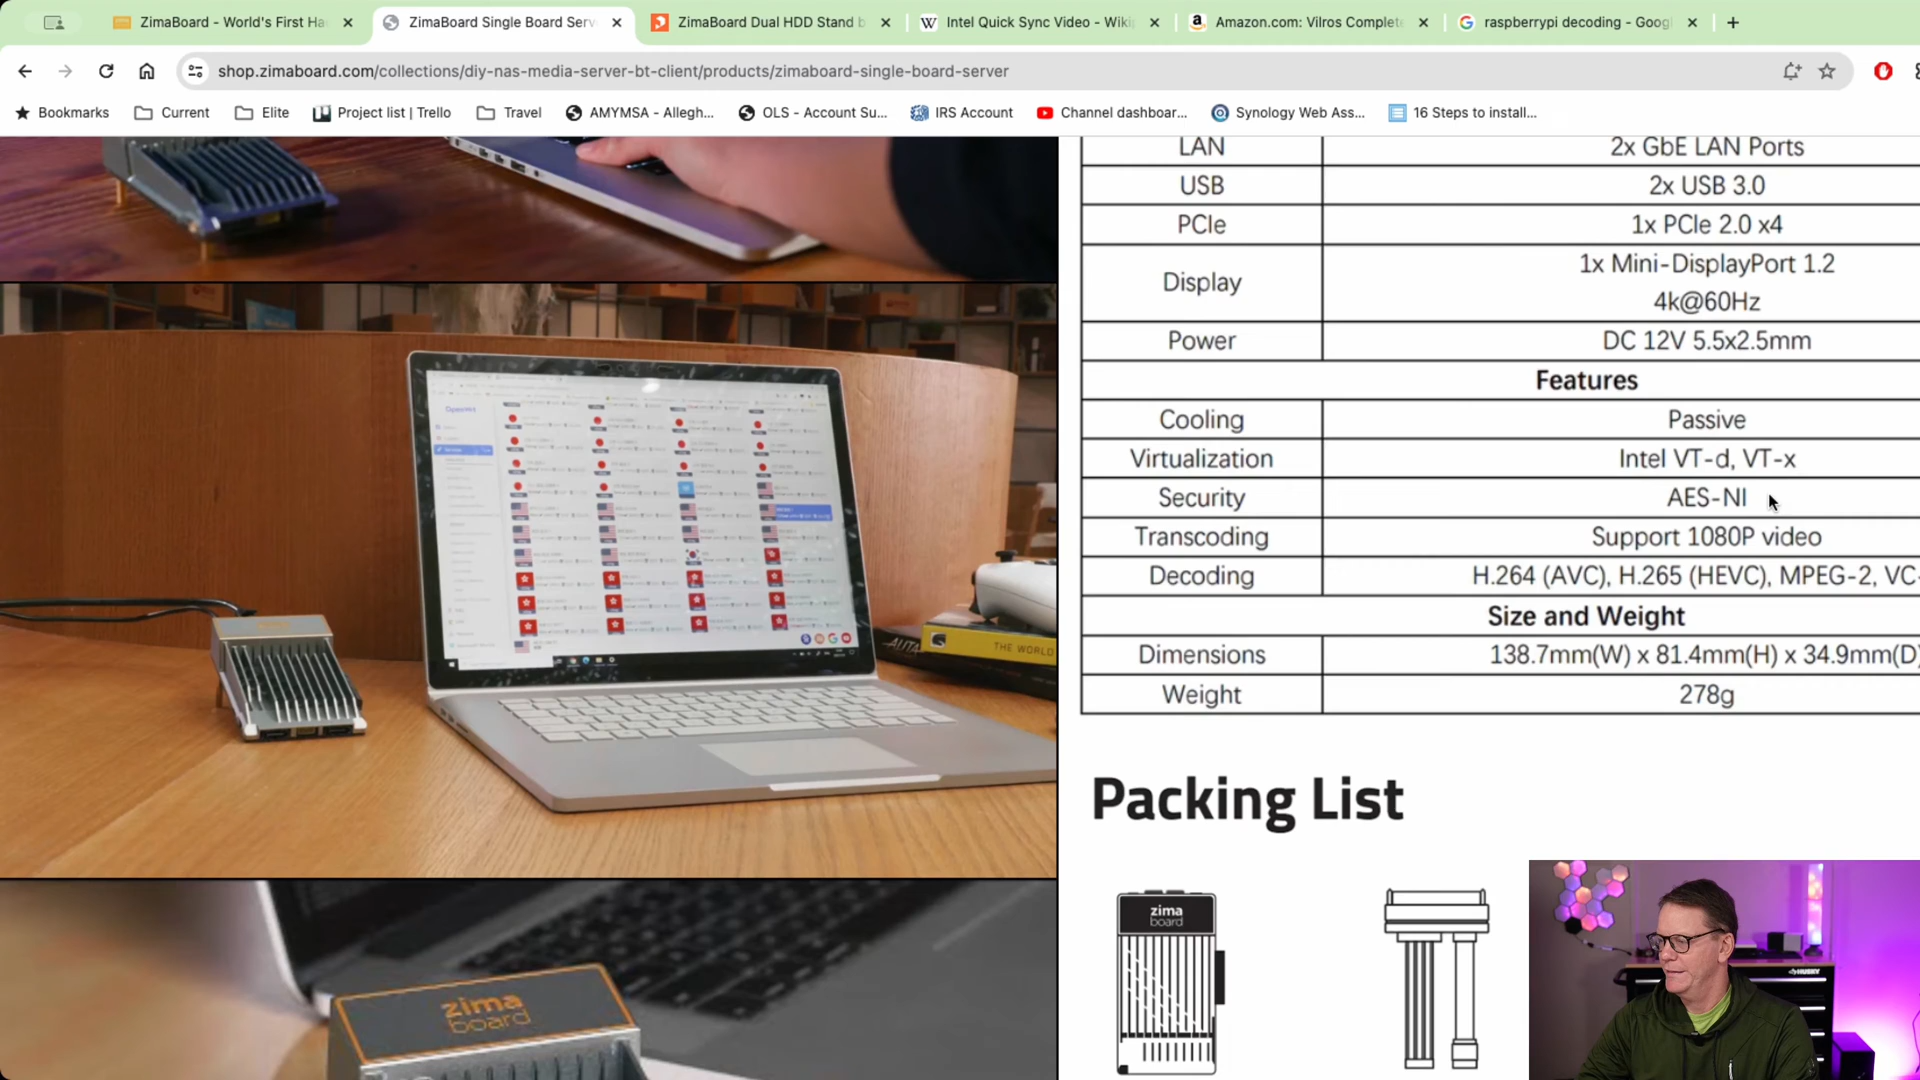 ZimaBoard - World's First Ha
ZimaBoard Single Board Serv
ZimaBoard Dual HDD Stand b
Intel Quick Sync Video - Wiki
Amazon.com: Vilros Complete
raspberrypi decoding - Goog
shop.zimaboard.com/collections/diy-nas-media-server-bt-client/products/zimaboard-single-board-server
Bookmarks
Current
Elite
Project list | Trello
Travel
AMYMSA - Allegh...
OLS - Account Su...
IRS Account
Channel dashboar...
Synology Web Ass...
16 Steps to install...
LAN 2x GbE LAN Ports
USB 2x USB 3.0
PCIe 1x PCIe 2.0 x4
Display 1x Mini-DisplayPort 1.2
4k@60Hz
Power DC 12V 5.5x2.5mm
Features
Cooling Passive
Virtualization Intel VT-d, VT-x
Security AES-NI
Transcoding Support 1080P video
Decoding H.264 (AVC), H.265 (HEVC), MPEG-2, VC-
Size and Weight
Dimensions 138.7mm(W) x 81.4mm(H) x 34.9mm(D)
Weight 278g
Packing List
zima
board
THE WORLD
zima
board
HUSKY